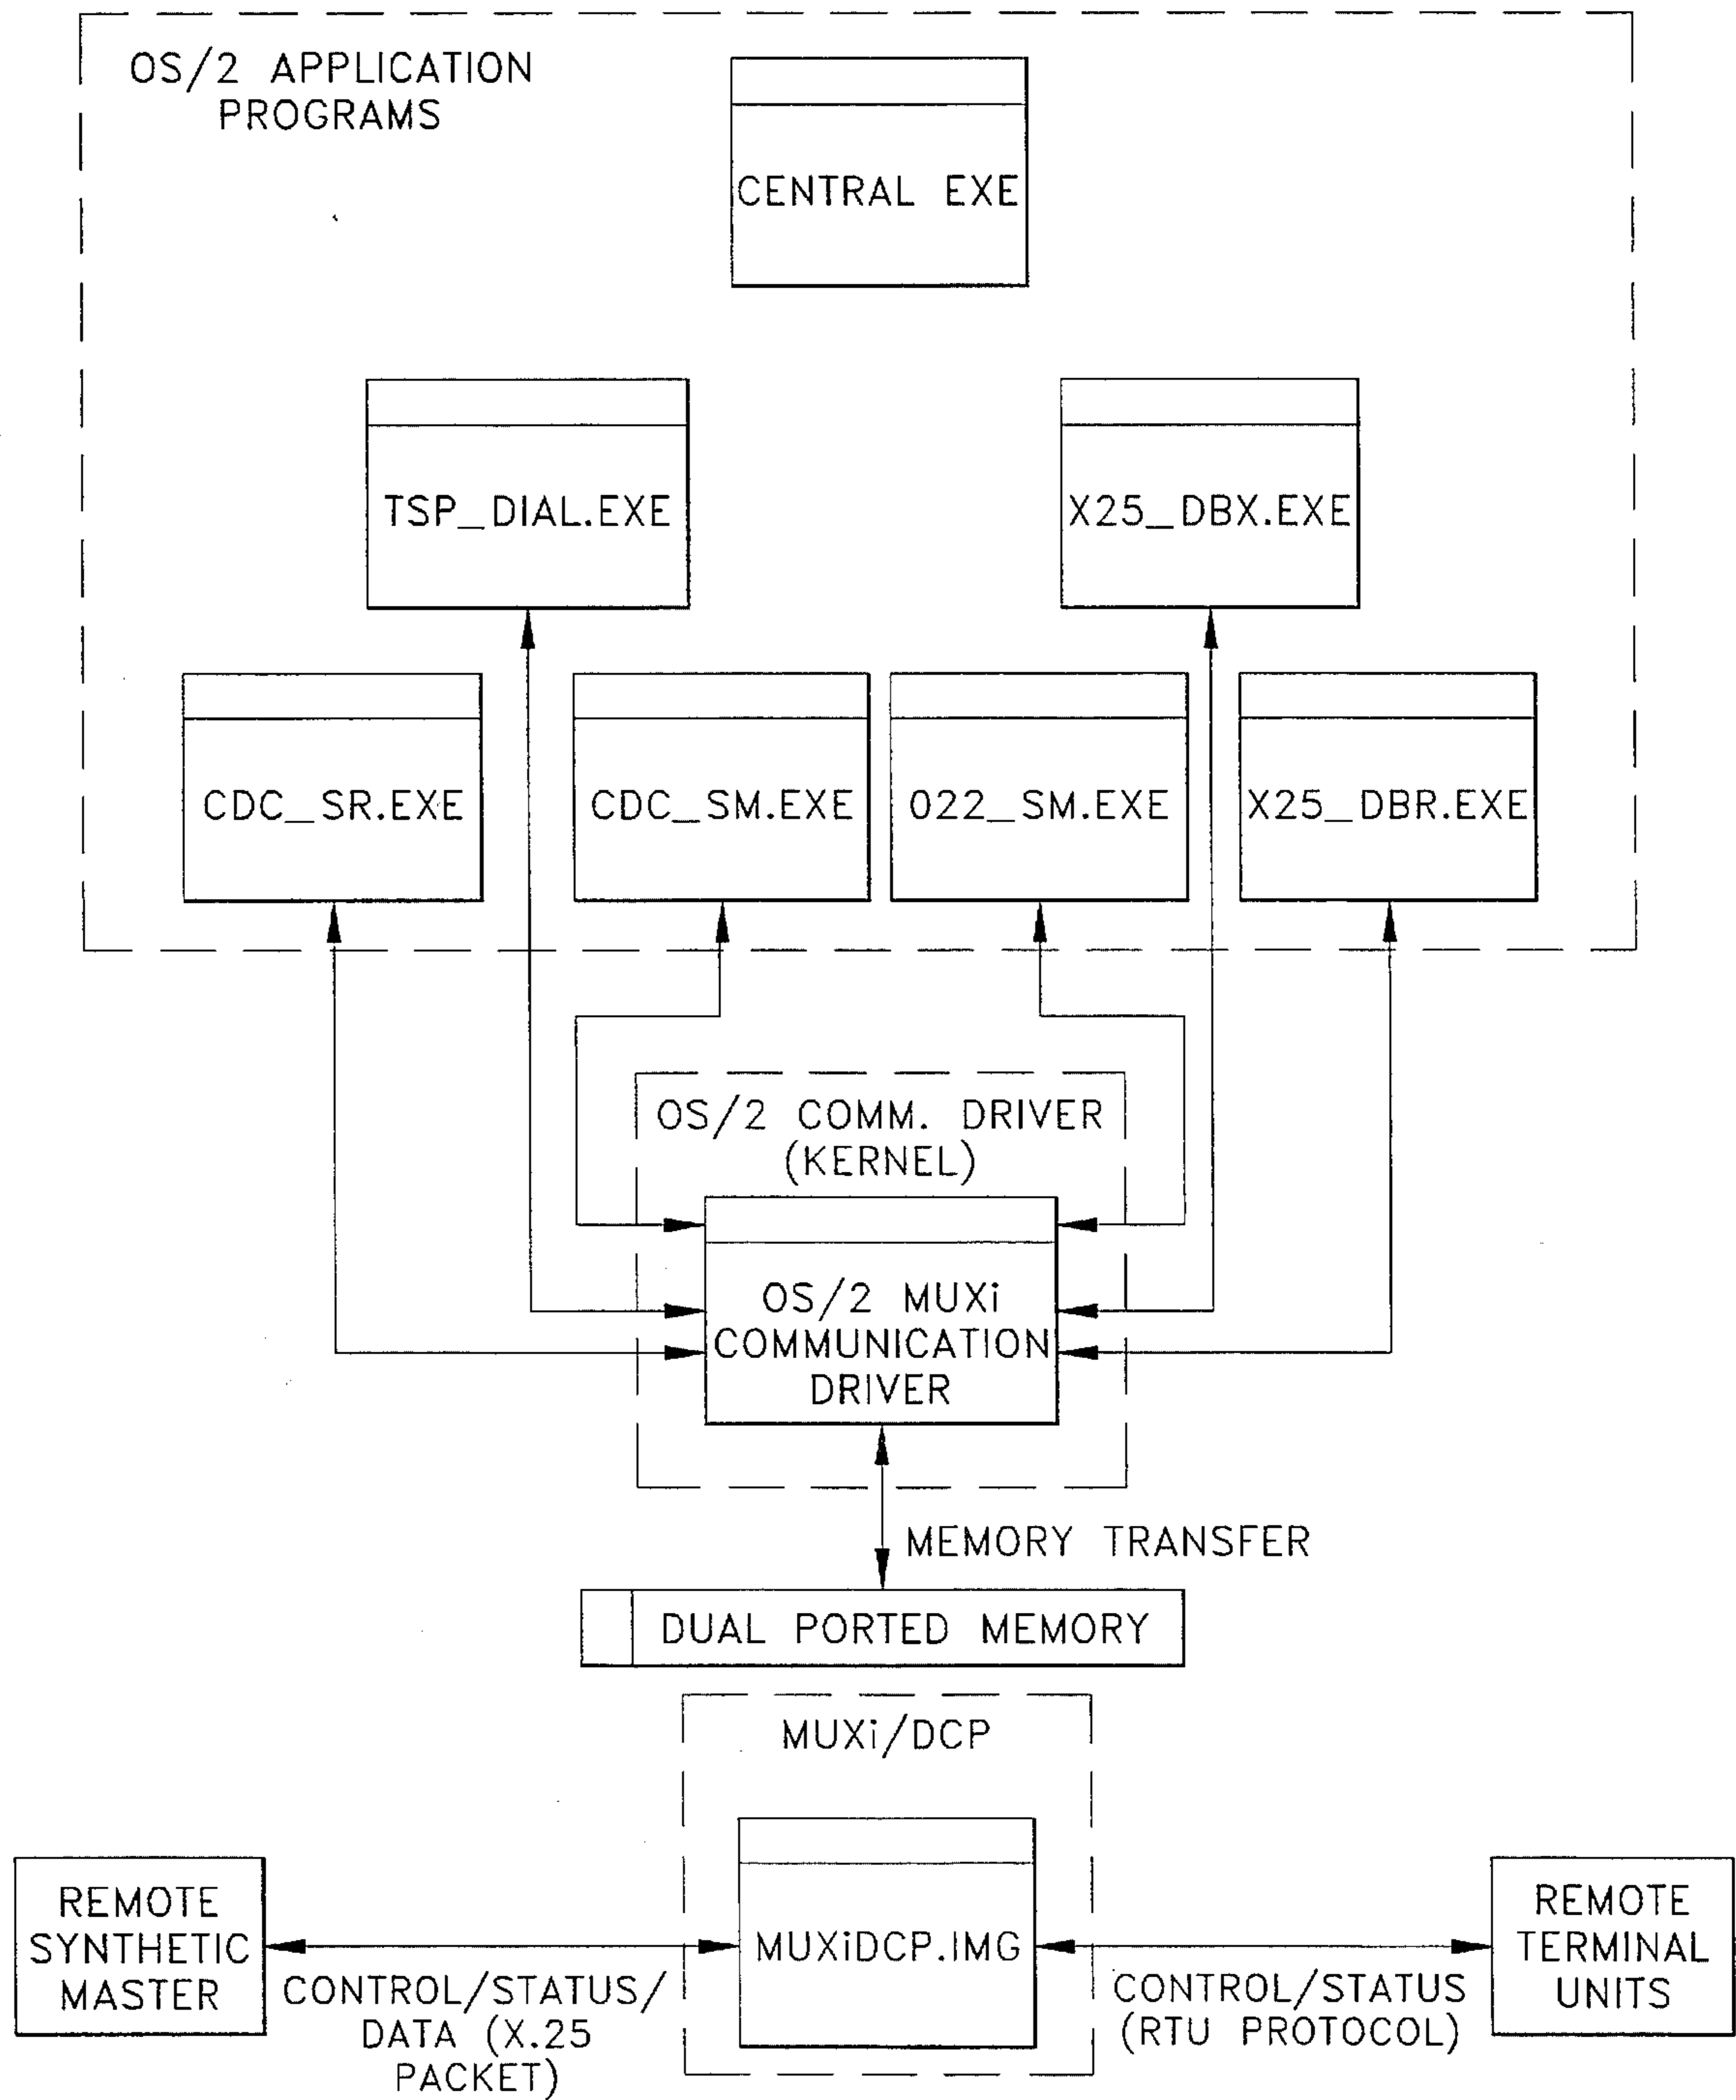 OS/2 APPLICATION
PROGRAMS
CENTRAL EXE
TSP_DIAL.EXE
X25_DBX.EXE
CDC_SR.EXE
CDC_SM.EXE
022_SM.EXE
X25_DBR.EXE
OS/2 COMM. DRIVER
(KERNEL)
OS/2 MUXi
COMMUNICATION
DRIVER
MEMORY TRANSFER
DUAL PORTED MEMORY
MUXi/DCP
REMOTE
SYNTHETIC
MASTER
CONTROL/STATUS/
DATA (X.25
PACKET)
MUXiDCP.IMG
CONTROL/STATUS
(RTU PROTOCOL)
REMOTE
TERMINAL
UNITS